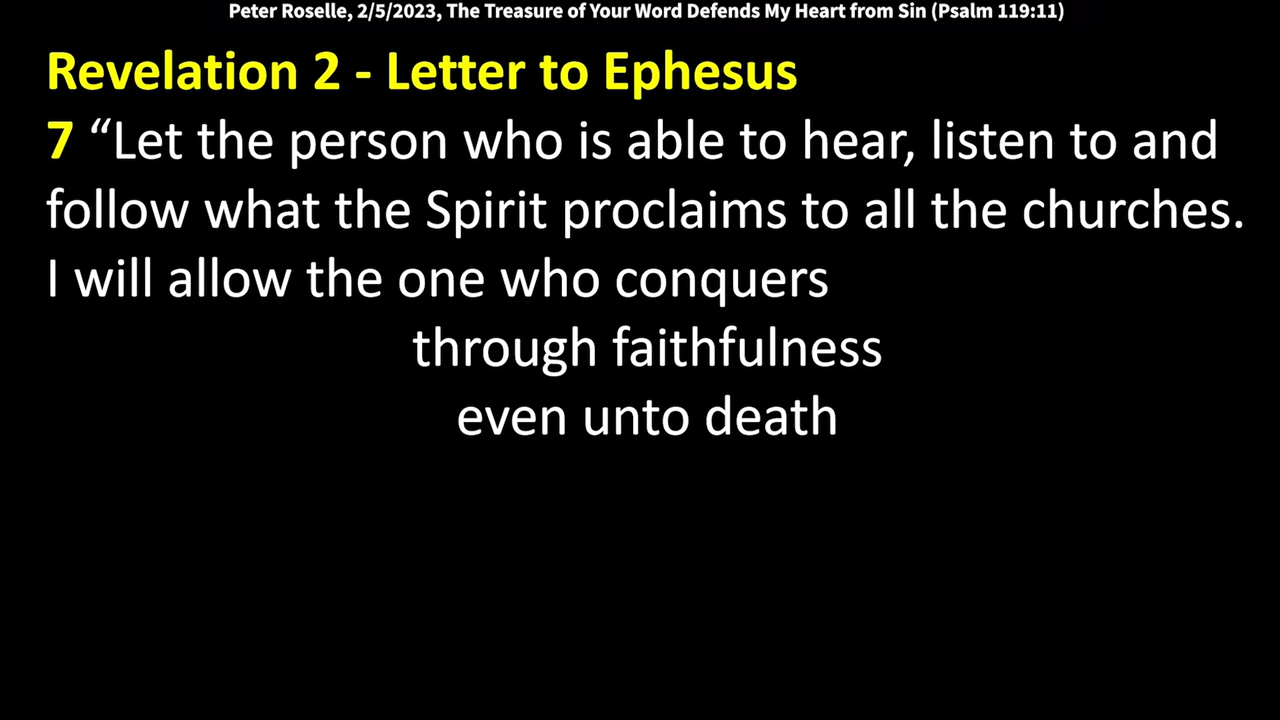 Peter Roselle, 2/5/2023, The Treasure of Your Word Defends My Heart from Sin (Psalm 119:11)
Revelation 2 - Letter to Ephesus
7 “Let the person who is able to hear, listen to and
follow what the Spirit proclaims to all the churches.
I will allow the one who conquers
through faithfulness
even unto death